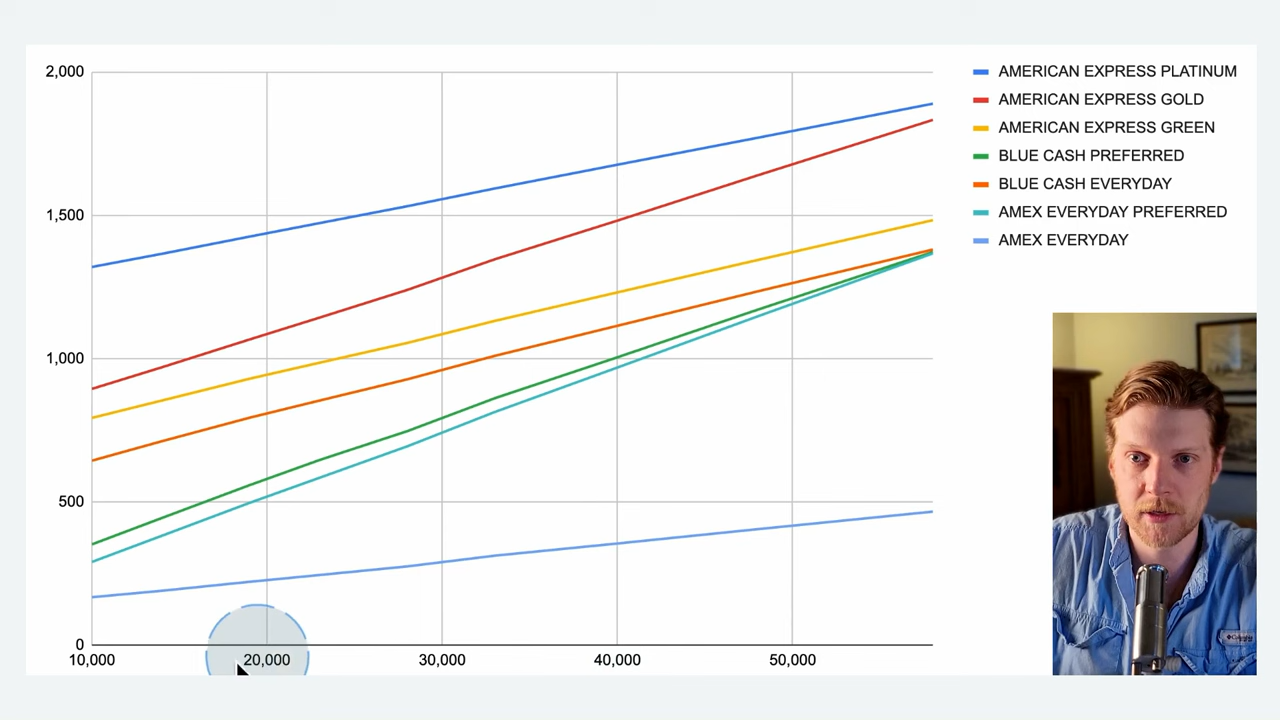 2,000
1,500
1,000
500
0
10,000 20,000 30,000 40,000 50,000
AMERICAN EXPRESS PLATINUM
AMERICAN EXPRESS GOLD
AMERICAN EXPRESS GREEN
BLUE CASH PREFERRED
BLUE CASH EVERYDAY
AMEX EVERYDAY PREFERRED
AMEX EVERYDAY
Columbia